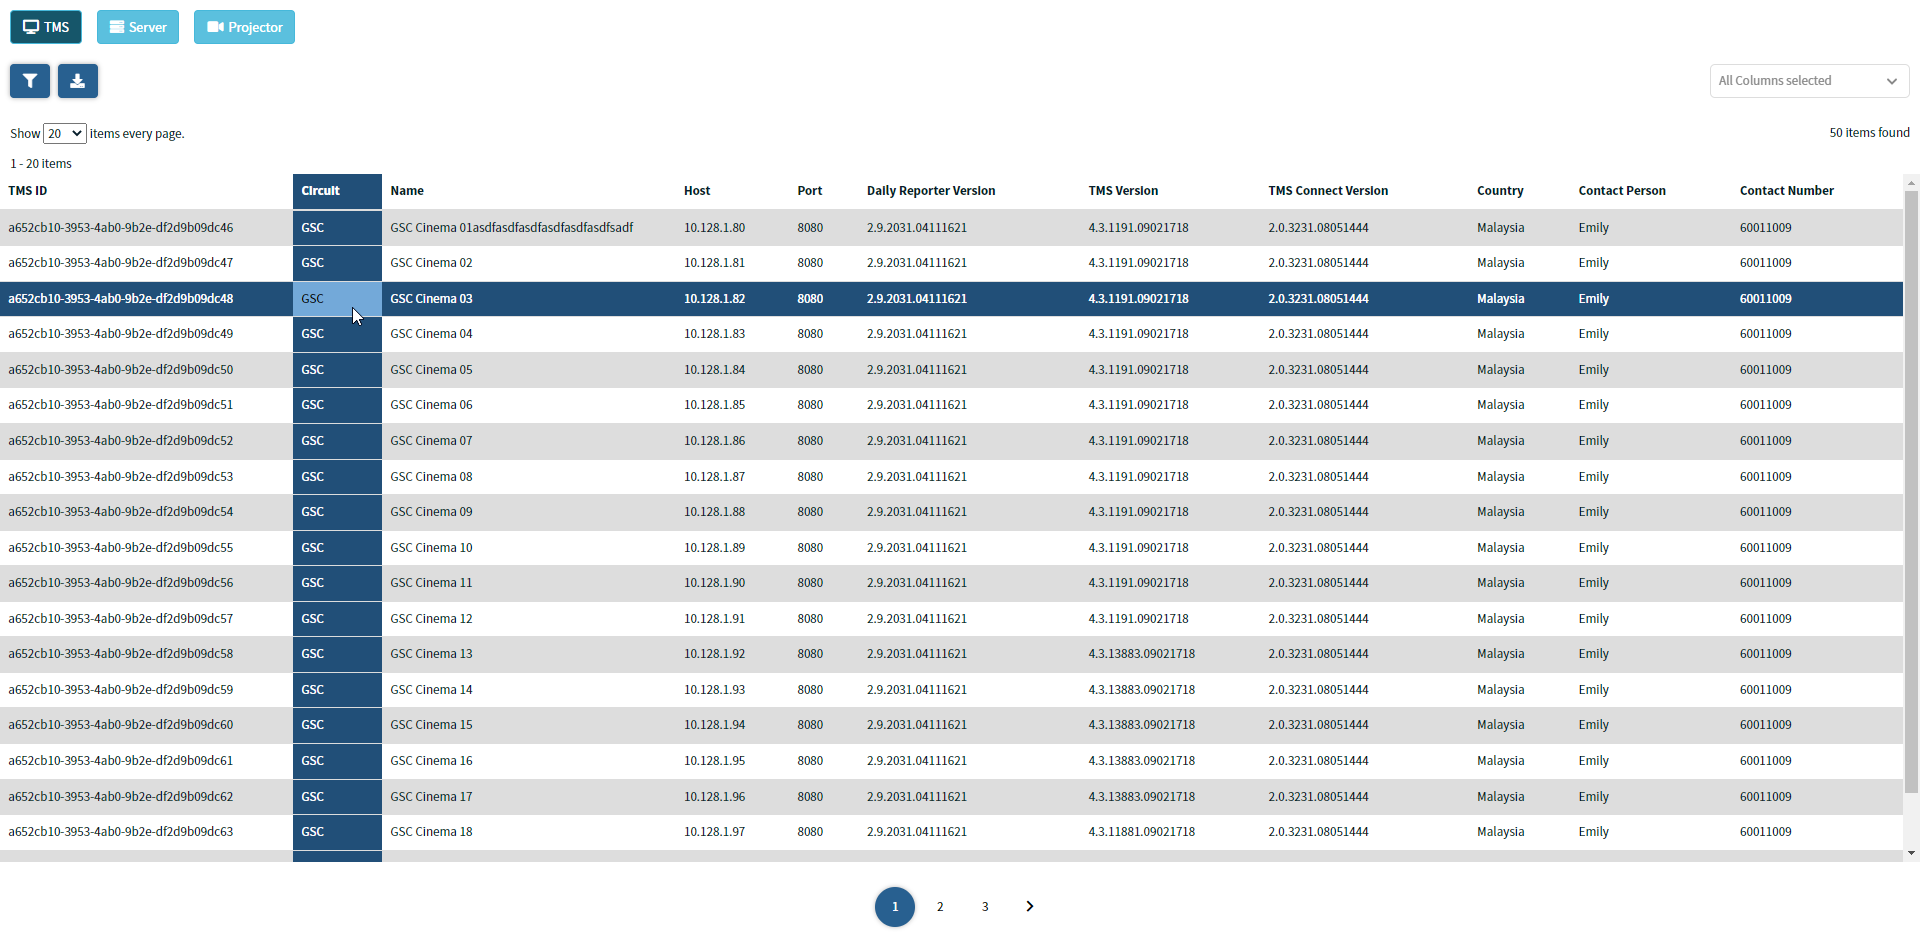 TMS Server Projector
All Columns selected
Show 20 items every page. 50 items found
1 - 20 items
TMS ID Circuit Name Host Port Daily Reporter Version TMS Version TMS Connect Version Country Contact Person Contact Number
a652cb10-3953-4ab0-9b2e-df2d9b09dc46 GSC GSC Cinema 01asdfasdfasdfasdfasdfasdfsadf 10.128.1.80 8080 2.9.2031.04111621 4.3.1191.09021718 2.0.3231.08051444 Malaysia Emily 60011009
a652cb10-3953-4ab0-9b2e-df2d9b09dc47 GSC GSC Cinema 02 10.128.1.81 8080 2.9.2031.04111621 4.3.1191.09021718 2.0.3231.08051444 Malaysia Emily 60011009
a652cb10-3953-4ab0-9b2e-df2d9b09dc48 GSC GSC Cinema 03 10.128.1.82 8080 2.9.2031.04111621 4.3.1191.09021718 2.0.3231.08051444 Malaysia Emily 60011009
a652cb10-3953-4ab0-9b2e-df2d9b09dc49 GSC GSC Cinema 04 10.128.1.83 8080 2.9.2031.04111621 4.3.1191.09021718 2.0.3231.08051444 Malaysia Emily 60011009
a652cb10-3953-4ab0-9b2e-df2d9b09dc50 GSC GSC Cinema 05 10.128.1.84 8080 2.9.2031.04111621 4.3.1191.09021718 2.0.3231.08051444 Malaysia Emily 60011009
a652cb10-3953-4ab0-9b2e-df2d9b09dc51 GSC GSC Cinema 06 10.128.1.85 8080 2.9.2031.04111621 4.3.1191.09021718 2.0.3231.08051444 Malaysia Emily 60011009
a652cb10-3953-4ab0-9b2e-df2d9b09dc52 GSC GSC Cinema 07 10.128.1.86 8080 2.9.2031.04111621 4.3.1191.09021718 2.0.3231.08051444 Malaysia Emily 60011009
a652cb10-3953-4ab0-9b2e-df2d9b09dc53 GSC GSC Cinema 08 10.128.1.87 8080 2.9.2031.04111621 4.3.1191.09021718 2.0.3231.08051444 Malaysia Emily 60011009
a652cb10-3953-4ab0-9b2e-df2d9b09dc54 GSC GSC Cinema 09 10.128.1.88 8080 2.9.2031.04111621 4.3.1191.09021718 2.0.3231.08051444 Malaysia Emily 60011009
a652cb10-3953-4ab0-9b2e-df2d9b09dc55 GSC GSC Cinema 10 10.128.1.89 8080 2.9.2031.04111621 4.3.1191.09021718 2.0.3231.08051444 Malaysia Emily 60011009
a652cb10-3953-4ab0-9b2e-df2d9b09dc56 GSC GSC Cinema 11 10.128.1.90 8080 2.9.2031.04111621 4.3.1191.09021718 2.0.3231.08051444 Malaysia Emily 60011009
a652cb10-3953-4ab0-9b2e-df2d9b09dc57 GSC GSC Cinema 12 10.128.1.91 8080 2.9.2031.04111621 4.3.1191.09021718 2.0.3231.08051444 Malaysia Emily 60011009
a652cb10-3953-4ab0-9b2e-df2d9b09dc58 GSC GSC Cinema 13 10.128.1.92 8080 2.9.2031.04111621 4.3.13883.09021718 2.0.3231.08051444 Malaysia Emily 60011009
a652cb10-3953-4ab0-9b2e-df2d9b09dc59 GSC GSC Cinema 14 10.128.1.93 8080 2.9.2031.04111621 4.3.13883.09021718 2.0.3231.08051444 Malaysia Emily 60011009
a652cb10-3953-4ab0-9b2e-df2d9b09dc60 GSC GSC Cinema 15 10.128.1.94 8080 2.9.2031.04111621 4.3.13883.09021718 2.0.3231.08051444 Malaysia Emily 60011009
a652cb10-3953-4ab0-9b2e-df2d9b09dc61 GSC GSC Cinema 16 10.128.1.95 8080 2.9.2031.04111621 4.3.13883.09021718 2.0.3231.08051444 Malaysia Emily 60011009
a652cb10-3953-4ab0-9b2e-df2d9b09dc62 GSC GSC Cinema 17 10.128.1.96 8080 2.9.2031.04111621 4.3.13883.09021718 2.0.3231.08051444 Malaysia Emily 60011009
a652cb10-3953-4ab0-9b2e-df2d9b09dc63 GSC GSC Cinema 18 10.128.1.97 8080 2.9.2031.04111621 4.3.11881.09021718 2.0.3231.08051444 Malaysia Emily 60011009
1 2 3